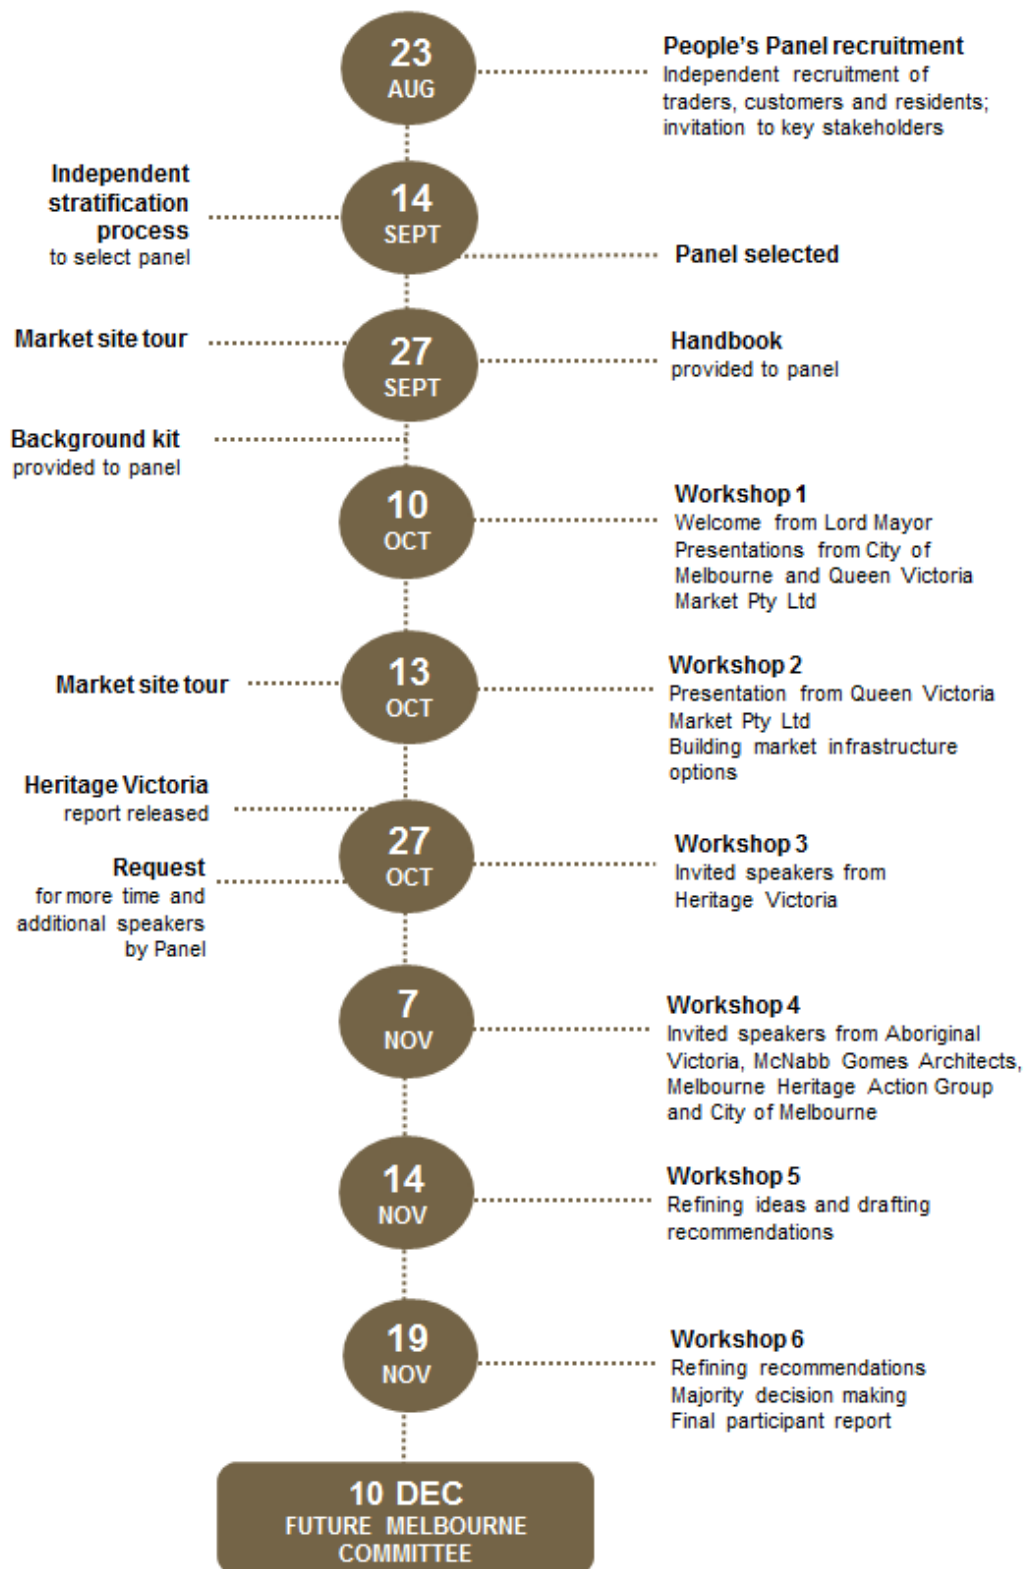 23
AUG
People's Panel recruitment
Independent recruitment of
traders, customers and residents;
invitation to key stakeholders
Independent
stratification
process
to select panel
14
SEPT
Panel selected
Market site tour
27
SEPT
Handbook
provided to panel
Background kit
provided to panel
10
OCT
Workshop 1
Welcome from Lord Mayor
Presentations from City of
Melbourne and Queen Victoria
Market Pty Ltd
Market site tour
13
OCT
Workshop 2
Presentation from Queen Victoria
Market Pty Ltd
Building market infrastructure
options
Heritage Victoria
report released
Request
for more time and
additional speakers
by Panel
27
OCT
Workshop 3
Invited speakers from
Heritage Victoria
7
NOV
Workshop 4
Invited speakers from Aboriginal
Victoria, McNabb Gomes Architects,
Melbourne Heritage Action Group
and City of Melbourne
14
NOV
Workshop 5
Refining ideas and drafting
recommendations
19
NOV
Workshop 6
Refining recommendations
Majority decision making
Final participant report
10 DEC
FUTURE MELBOURNE
COMMITTEE